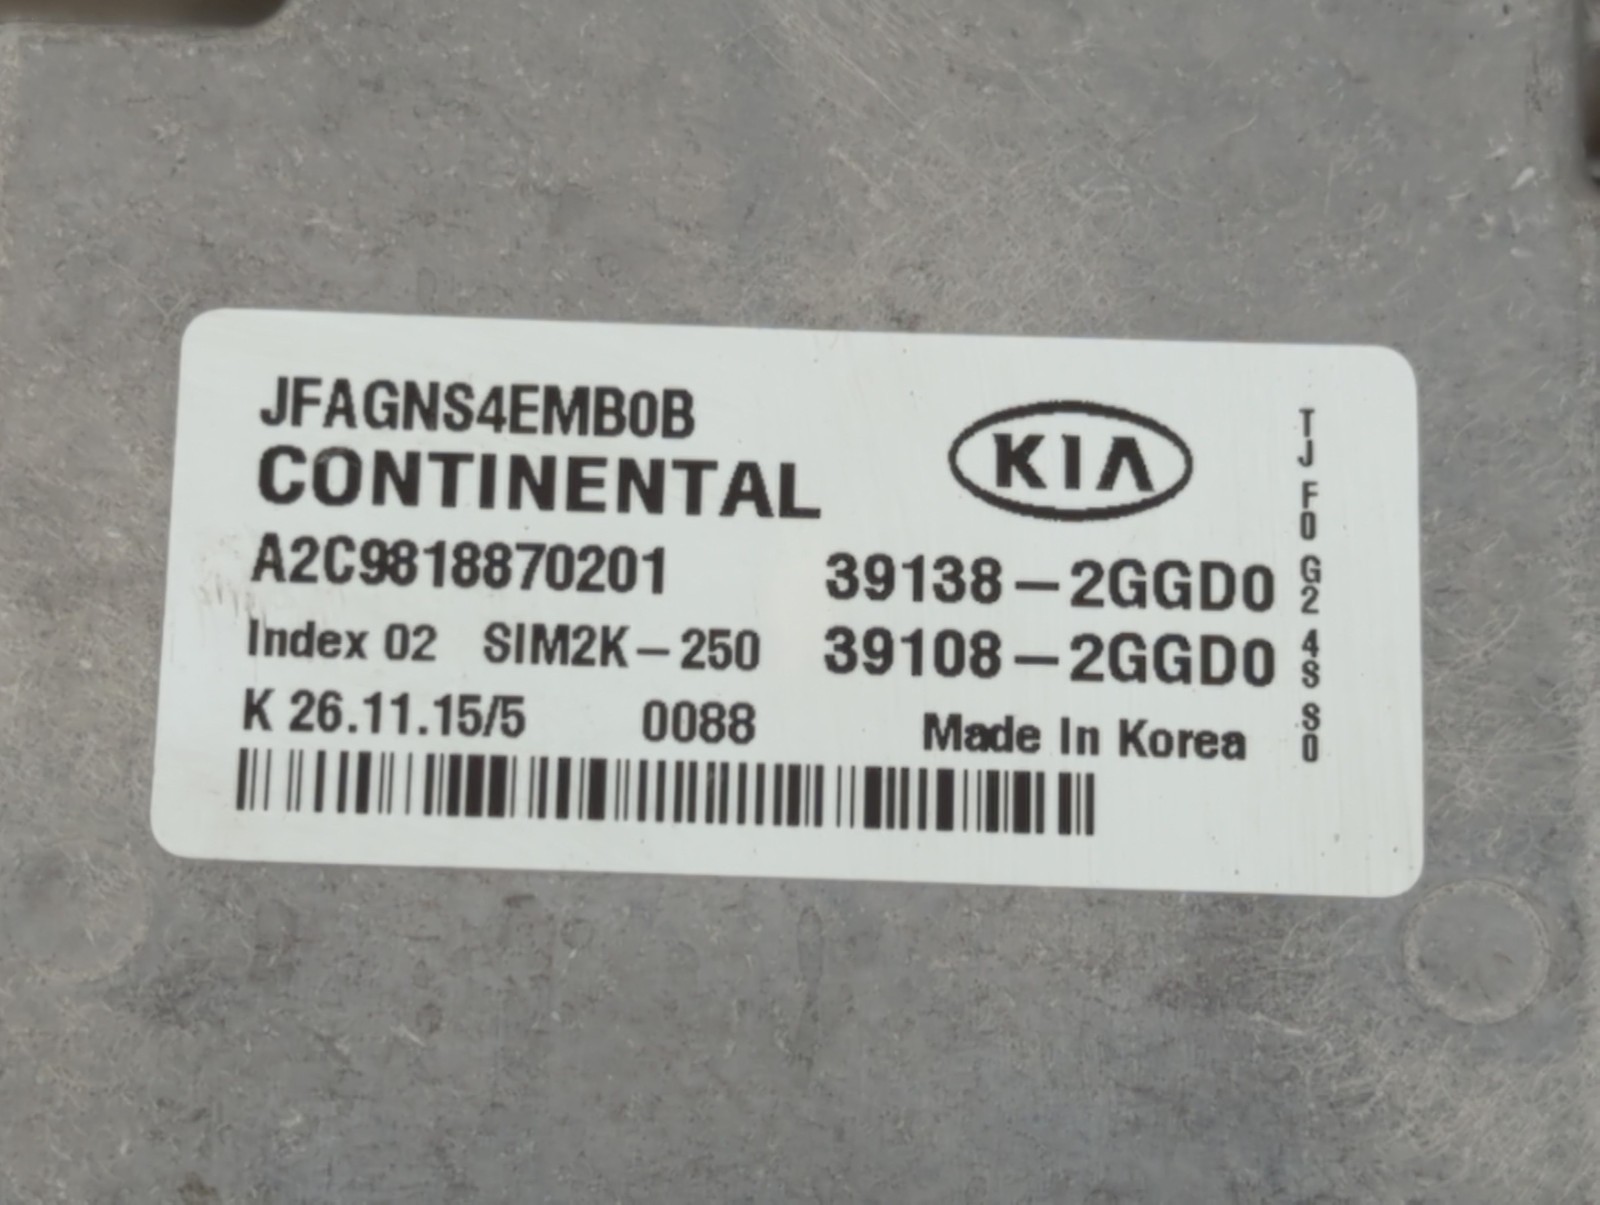 JFAGNS4EMB0B
CONTINENTAL
KIA
A2C9818870201
39138-2GGD0
Index 02 SIM2K-250
39108-2GGD0
K 26.11.15/5 0088
Made In Korea
TJ F0 G2 4S S0